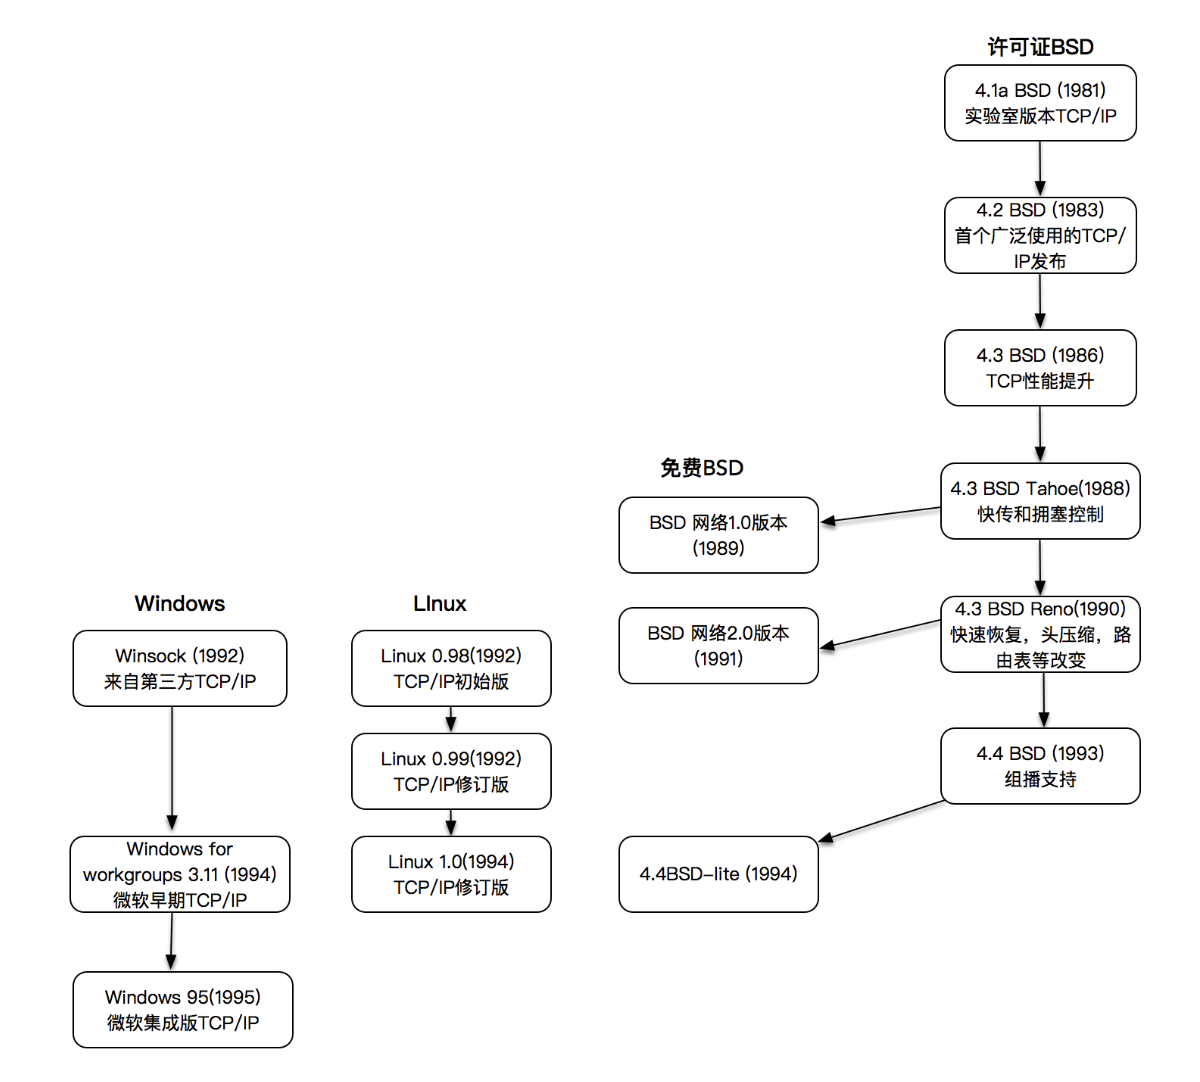 许可证BSD
4.1a BSD (1981)
实验室版本TCP/IP
4.2 BSD (1983)
首个广泛使用的TCP/
IP发布
4.3 BSD (1986)
TCP性能提升
4.3 BSD Tahoe(1988)
快传和拥塞控制
4.3 BSD Reno(1990)
快速恢复，头压缩，路
由表等改变
4.4 BSD (1993)
组播支持
免费BSD
BSD 网络1.0版本
(1989)
BSD 网络2.0版本
(1991)
4.4BSD-lite (1994)
LInux
Linux 0.98(1992)
TCP/IP初始版
Linux 0.99(1992)
TCP/IP修订版
Linux 1.0(1994)
TCP/IP修订版
Windows
Winsock (1992)
来自第三方TCP/IP
Windows for
workgroups 3.11 (1994)
微软早期TCP/IP
Windows 95(1995)
微软集成版TCP/IP